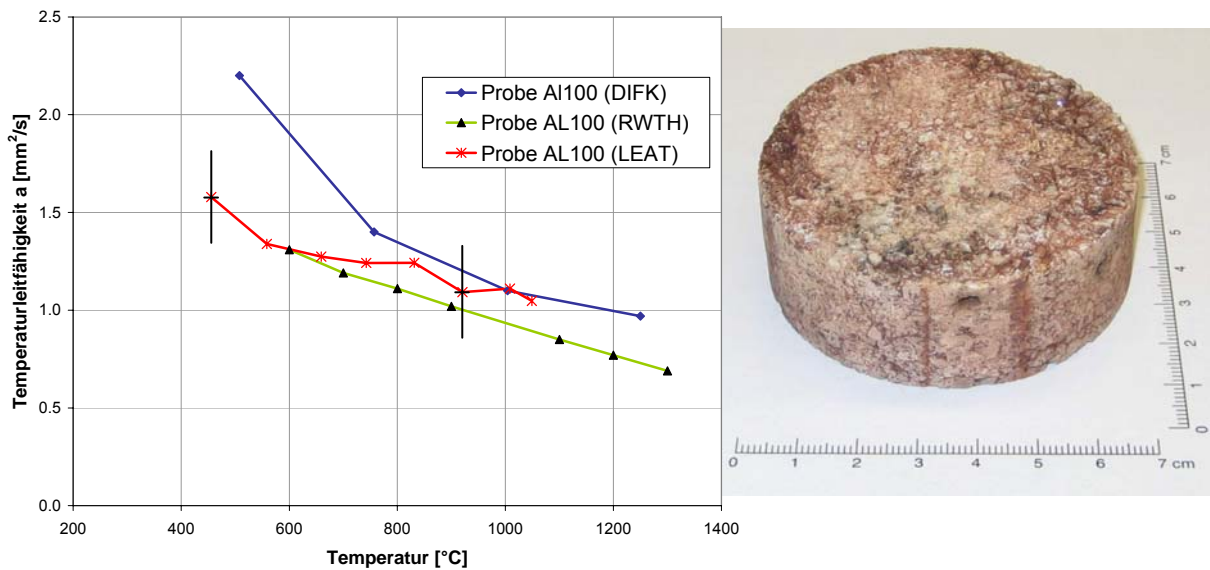 2.5
2.0
1.5
1.0
0.5
0.0
Temperaturleitfähigkeit a [mm²/s]
Probe Al100 (DIFK)
Probe AL100 (RWTH)
Probe AL100 (LEAT)
200 400 600 800 1000 1200 1400
Temperatur [°C]
7 cm
6
5
4
3
2
1
0
0 1 2 3 4 5 6 7 cm